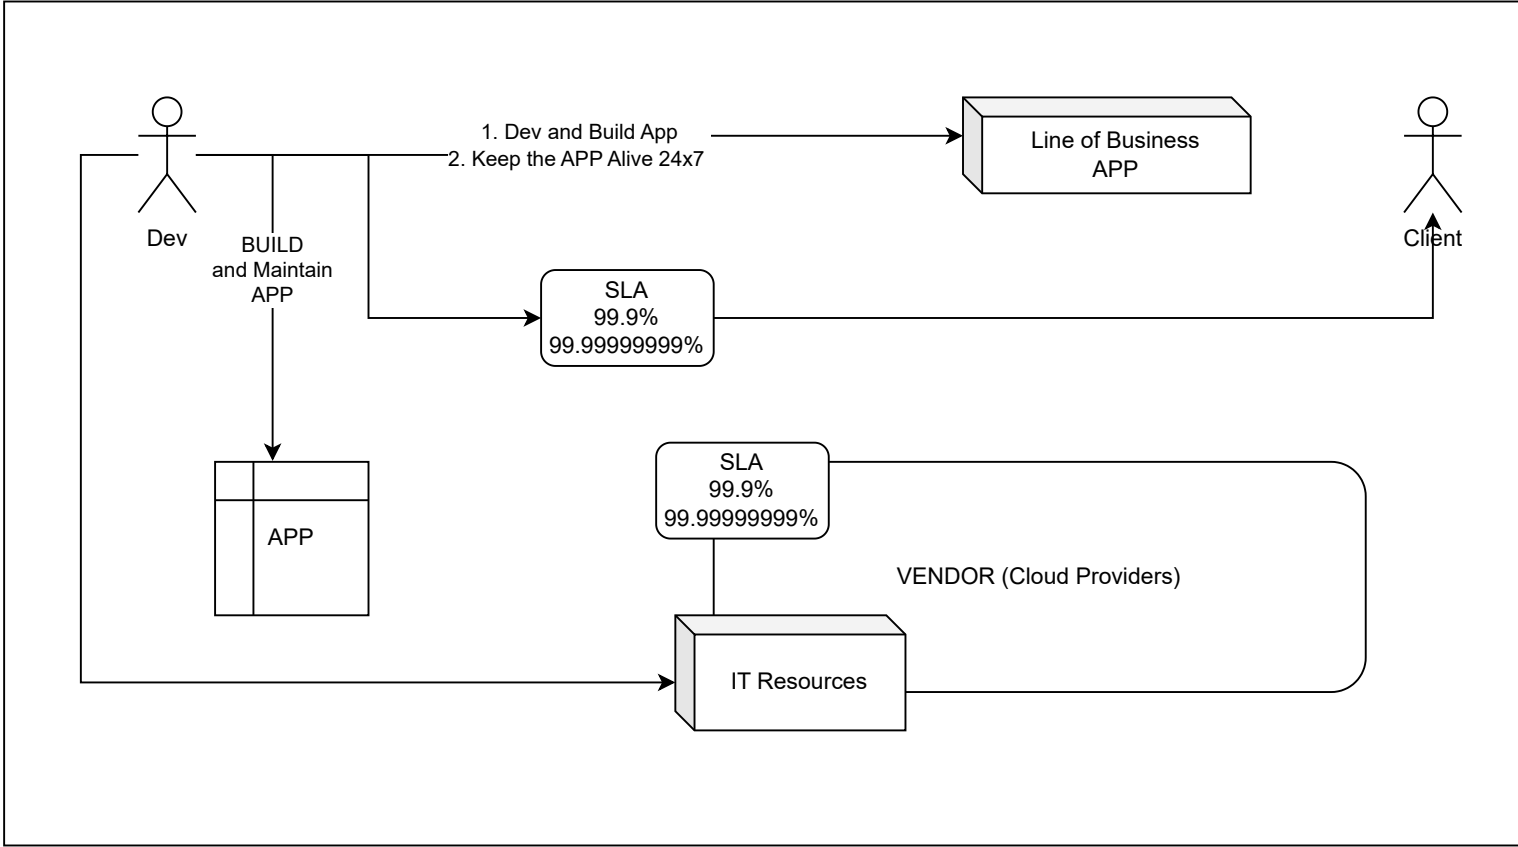 1. Dev and Build App
2. Keep the APP Alive 24x7
Line of Business
APP
Dev
Client
BUILD
and Maintain
APP
SLA
99.9%
99.99999999%
SLA
99.9%
99.99999999%
APP
VENDOR (Cloud Providers)
IT Resources